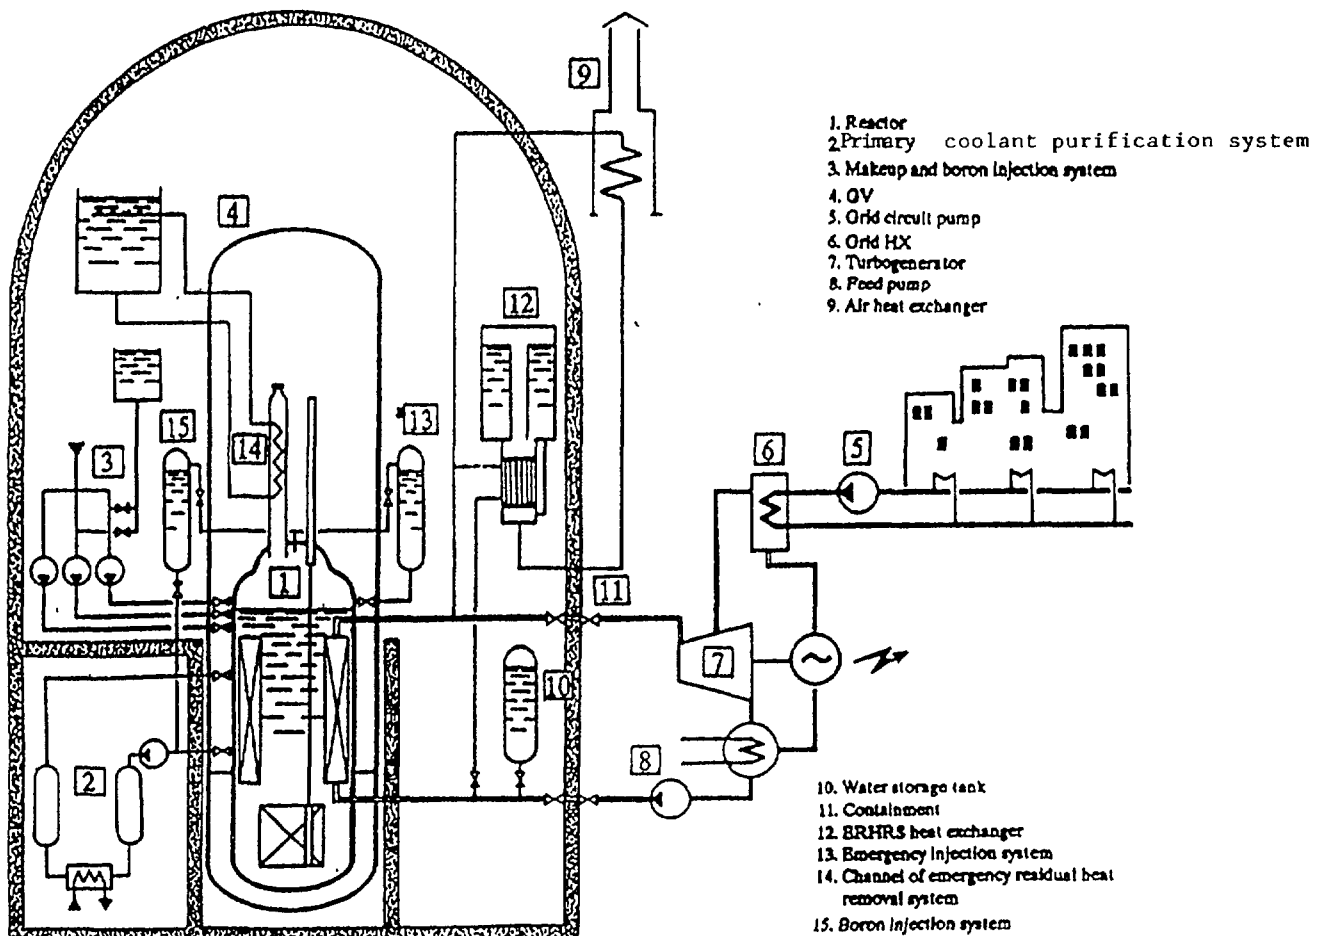 9
1. Reactor
2.Primary coolant purification system
3. Makeup and boron injection system
4. GV
5. Grid circuit pump
6. Grid HX
7. Turbogenerator
8. Feed pump
9. Air heat exchanger
4
12
15
13
14
3
6
5
1
11
7
10
2
8
10. Water storage tank
11. Containment
12. ERHRS heat exchanger
13. Emergency injection system
14. Channel of emergency residual heat
removal system
15. Boron injection system